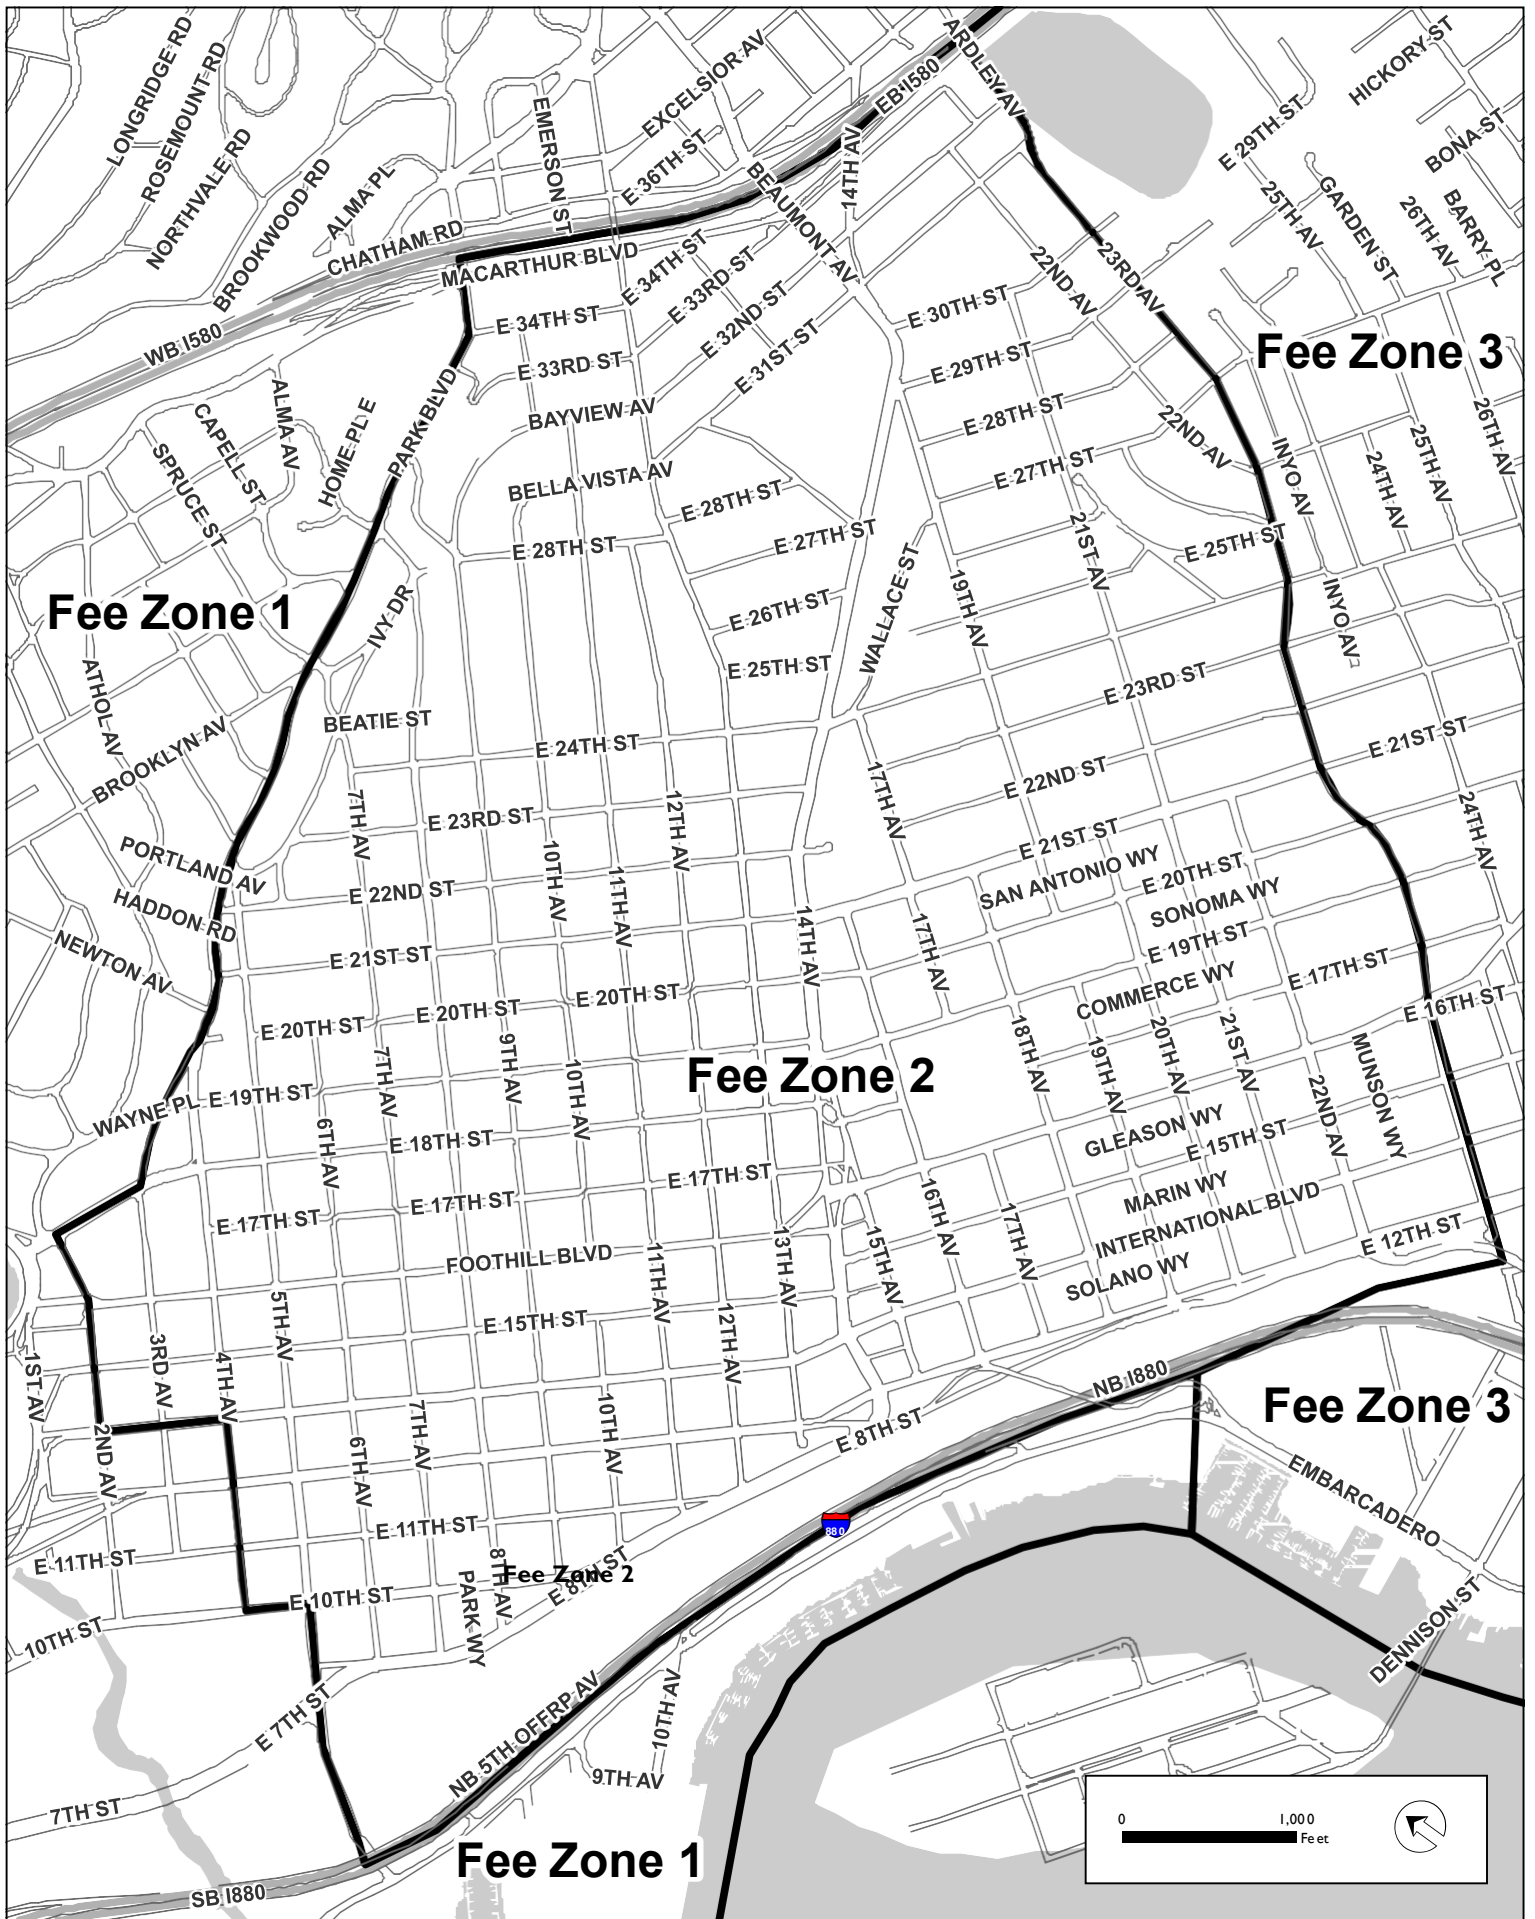 LONGRIDGE RD
ROSEMOUNT RD
NORTHVALE RD
BROOKWOOD RD
ALMA PL
CHATHAM RD
EMERSON ST
EXCELSIOR AV
E 36TH ST
ARDLEY AV
EB I580
14TH AV
BEAUMONT AV
HICKORY ST
E 29TH ST
BONA ST
25TH AV
GARDEN ST
26TH AV
BARRY PL
WB I580
MACARTHUR BLVD
E 34TH ST
E 34TH ST
E 33RD ST
E 32ND ST
E 31ST ST
E 33RD ST
BAYVIEW AV
BELLA VISTA AV
22ND AV
23RD AV
E 30TH ST
E 29TH ST
E 28TH ST
E 27TH ST
22ND AV
Fee Zone 3
INYO AV
24TH AV
25TH AV
26TH AV
ALMA AV
CAPELL ST
SPRUCE ST
HOME PL E
PARK BLVD
E 28TH ST
E 28TH ST
E 27TH ST
E 26TH ST
E 25TH ST
WALLACE ST
19TH AV
21ST AV
E 25TH ST
INYO AV
Fee Zone 1
IVY DR
ATHOL AV
BROOKLYN AV
BEATIE ST
E 24TH ST
E 23RD ST
E 22ND ST
E 21ST ST
24TH AV
7TH AV
E 23RD ST
12TH AV
17TH AV
E 21ST ST
SAN ANTONIO WY
E 20TH ST
SONOMA WY
PORTLAND AV
HADDON RD
NEWTON AV
E 22ND ST
10TH AV
11TH AV
14TH AV
17TH AV
E 19TH ST
COMMERCE WY
E 17TH ST
E 16TH ST
E 21ST ST
E 20TH ST
E 20TH ST
E 20TH ST
7TH AV
9TH AV
10TH AV
Fee Zone 2
18TH AV
19TH AV
20TH AV
21ST AV
22ND AV
MUNSON WY
WAYNE PL
E 19TH ST
6TH AV
E 18TH ST
GLEASON WY
E 15TH ST
E 17TH ST
E 17TH ST
E 17TH ST
MARIN WY
INTERNATIONAL BLVD
SOLANO WY
E 12TH ST
16TH AV
17TH AV
FOOTHILL BLVD
11TH AV
13TH AV
15TH AV
5TH AV
E 15TH ST
12TH AV
1ST AV
3RD AV
4TH AV
2ND AV
6TH AV
7TH AV
10TH AV
E 8TH ST
NB I880
Fee Zone 3
EMBARCADERO
880
E 11TH ST
E 11TH ST
8TH AV
Fee Zone 2
E 8TH ST
E 10TH ST
PARK WY
10TH ST
DENNISON ST
E 7TH ST
NB 5TH OFFRP AV
10TH AV
9TH AV
7TH ST
Fee Zone 1
SB I880
0 1,000
Feet